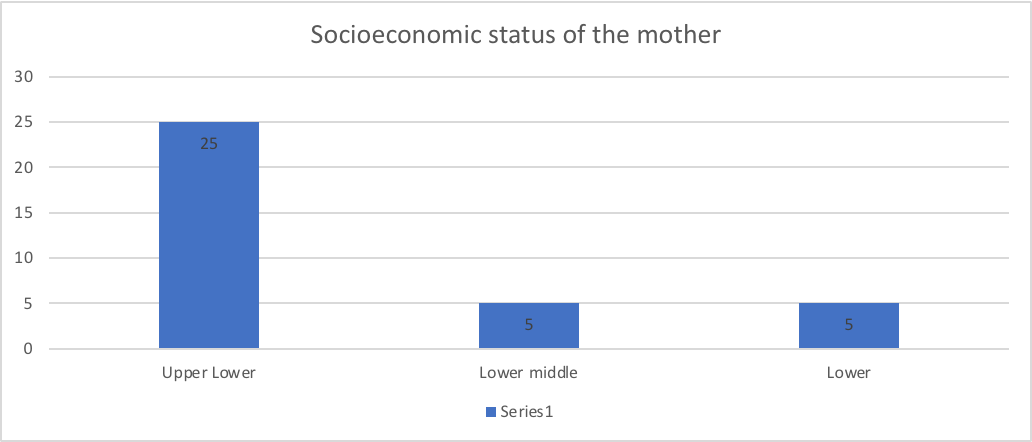 Socioeconomic status of the mother
30
25
20
15
10
5
0
25
5
5
Upper Lower
Lower middle
Lower
Series1